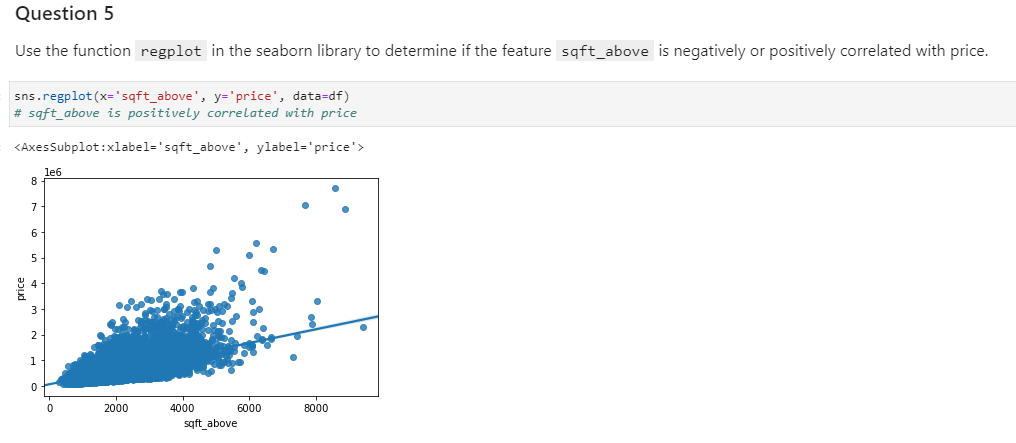 Question 5
Use the function regplot in the seaborn library to determine if the feature sqft_above is negatively or positively correlated with price.
sns.regplot(x='sqft_above', y='price', data=df)
# sqft_above is positively correlated with price
<AxesSubplot:xlabel='sqft_above', ylabel='price'>
1e6
8
7
6
5
4
3
2
1
0
price
0 2000 4000 6000 8000
sqft_above